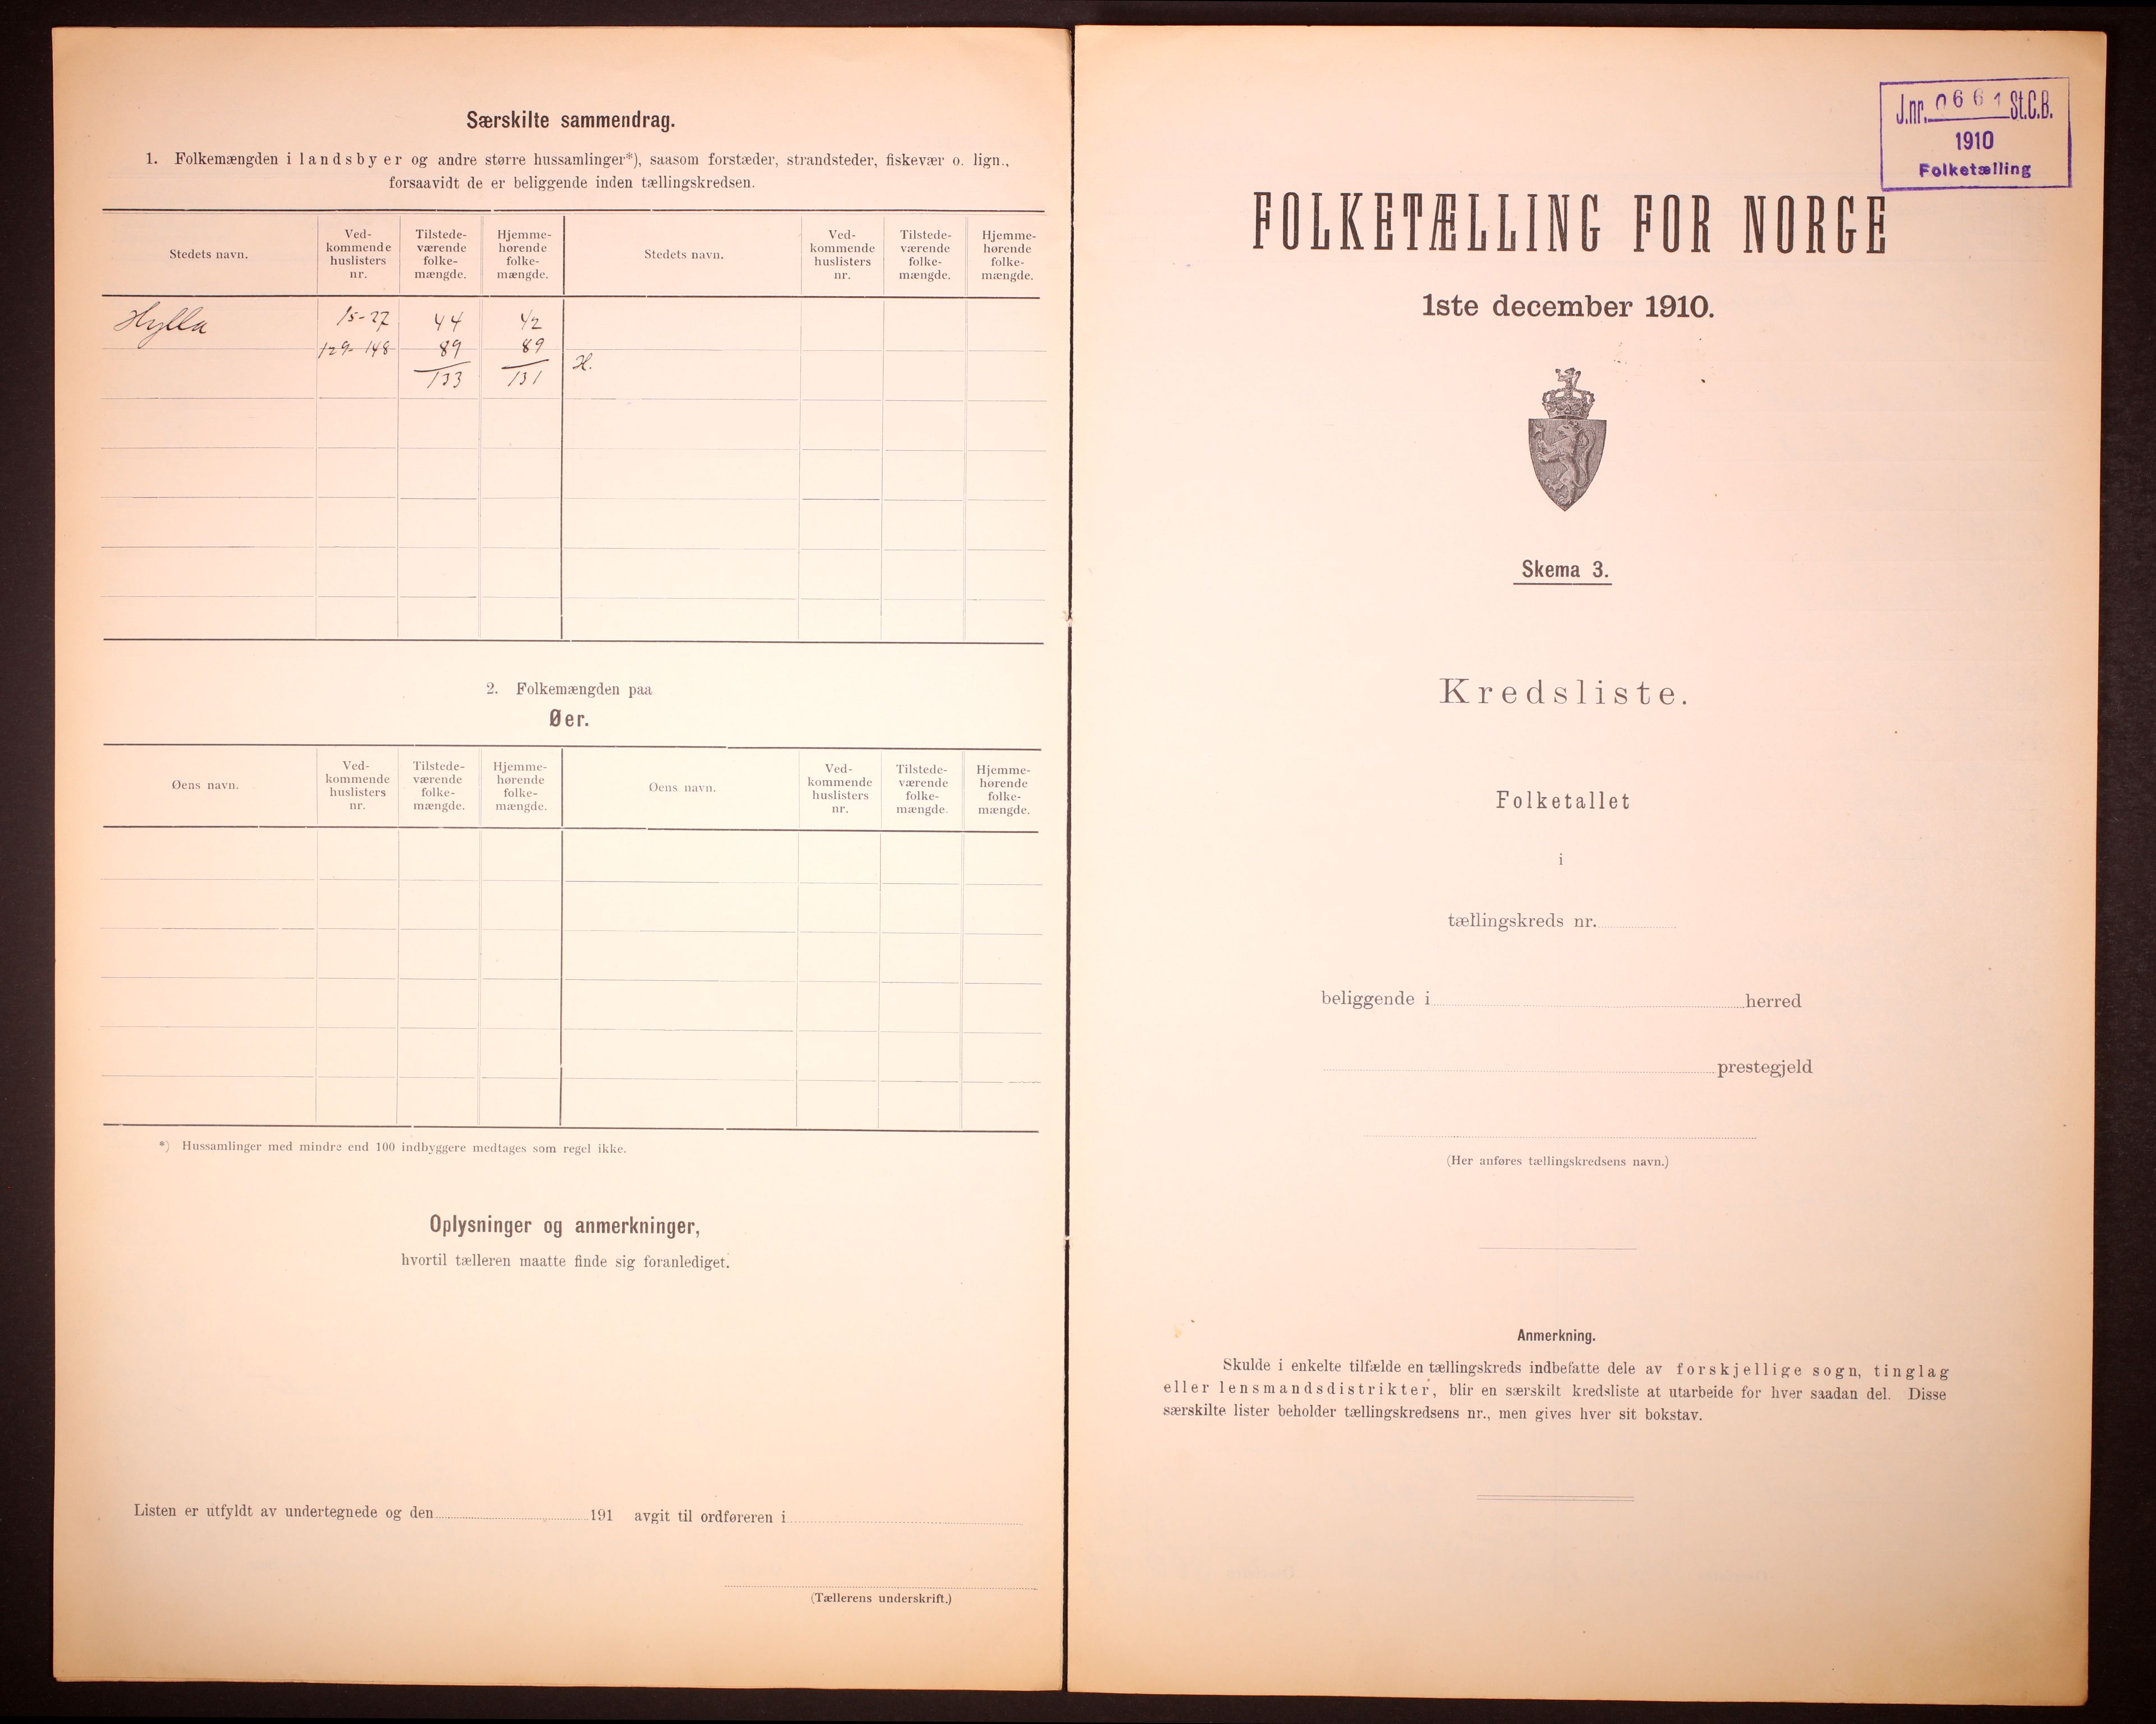 Særskilte sammendrag.
1. Folkemængden i landsbyer og andre større hussamlinger*), saasom forstæder, strandsteder, fiskevær o. lign.,
forsaavidt de er beliggende inden tællingskredsen.
Stedets navn. Ved-kommende huslisters nr. Tilstede-værende folke-mængde. Hjemme-hørende folke-mængde. Stedets navn. Ved-kommende huslisters nr. Tilstede-værende folke-mængde. Hjemme-hørende folke-mængde.
Hylla 15-27 44 42
129-148 89 89
133 131 H.
2. Folkemængden paa
Øer.
Øens navn. Ved-kommende huslisters nr. Tilstede-værende folke-mængde. Hjemme-hørende folke-mængde. Øens navn. Ved-kommende huslisters nr. Tilstede-værende folke-mængde. Hjemme-hørende folke-mængde.
*) Hussamlinger med mindre end 100 indbyggere medtages som regel ikke.
Oplysninger og anmerkninger,
hvortil tælleren maatte finde sig foranlediget.
Listen er utfyldt av undertegnede og den 191 avgit til ordføreren i
(Tællerens underskrift.)
J.nr. 0661 St.C.B.
1910
Folketælling
FOLKETÆLLING FOR NORGE
1ste december 1910.
Skema 3.
Kredsliste.
Folketallet
i
tællingskreds nr.
beliggende i herred
prestegjeld
(Her anføres tællingskredsens navn.)
Anmerkning.
Skulde i enkelte tilfælde en tællingskreds indbefatte dele av forskjellige sogn, tinglag
eller lensmandsdistrikter, blir en særskilt kredsliste at utarbeide for hver saadan del. Disse
særskilte lister beholder tællingskredsens nr., men gives hver sit bokstav.